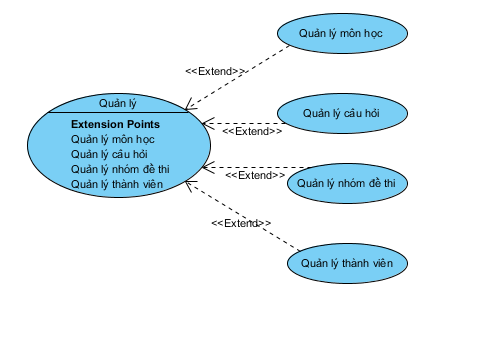 Quản lý môn học
<<Extend>>
Quản lý
Extension Points
Quản lý môn học
Quản lý câu hỏi
Quản lý nhóm đề thi
Quản lý thành viên
Quản lý câu hỏi
<<Extend>>
<<Extend>>
Quản lý nhóm đề thi
<<Extend>>
Quản lý thành viên